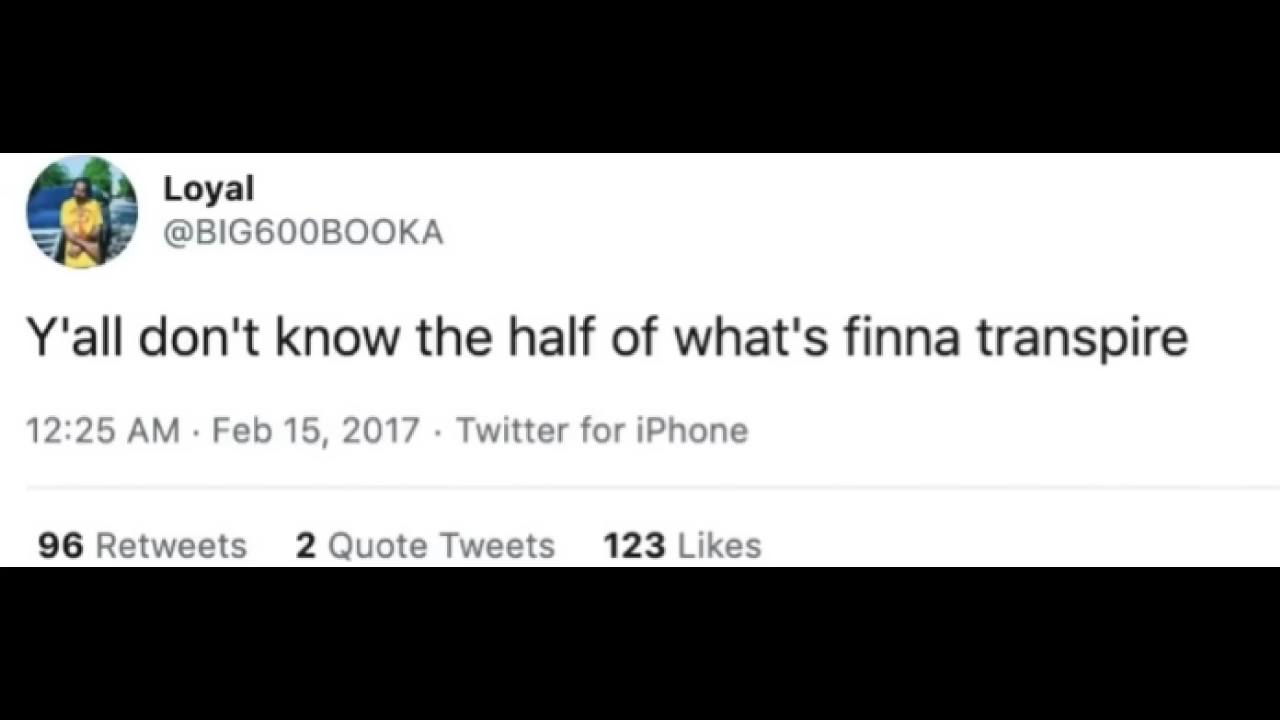 Loyal
@BIG600BOOKA
Y'all don't know the half of what's finna transpire
12:25 AM · Feb 15, 2017 · Twitter for iPhone
96 Retweets 2 Quote Tweets 123 Likes